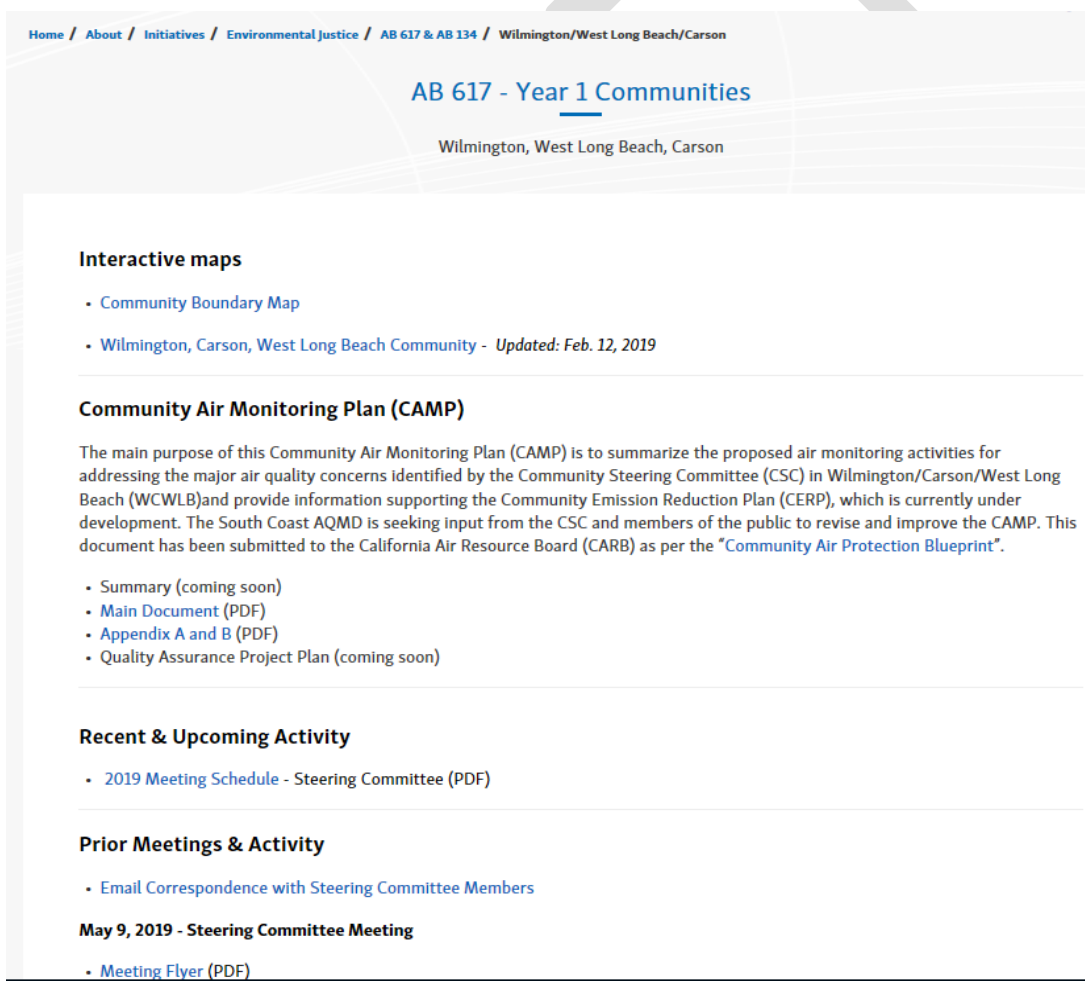 Home / About / Initiatives / Environmental Justice / AB 617 & AB 134 / Wilmington/West Long Beach/Carson
AB 617 - Year 1 Communities
Wilmington, West Long Beach, Carson
Interactive maps
• Community Boundary Map
• Wilmington, Carson, West Long Beach Community - Updated: Feb. 12, 2019
Community Air Monitoring Plan (CAMP)
The main purpose of this Community Air Monitoring Plan (CAMP) is to summarize the proposed air monitoring activities for
addressing the major air quality concerns identified by the Community Steering Committee (CSC) in Wilmington/Carson/West Long
Beach (WCWLB)and provide information supporting the Community Emission Reduction Plan (CERP), which is currently under
development. The South Coast AQMD is seeking input from the CSC and members of the public to revise and improve the CAMP. This
document has been submitted to the California Air Resource Board (CARB) as per the “Community Air Protection Blueprint”.
• Summary (coming soon)
• Main Document (PDF)
• Appendix A and B (PDF)
• Quality Assurance Project Plan (coming soon)
Recent & Upcoming Activity
• 2019 Meeting Schedule - Steering Committee (PDF)
Prior Meetings & Activity
• Email Correspondence with Steering Committee Members
May 9, 2019 - Steering Committee Meeting
• Meeting Flyer (PDF)